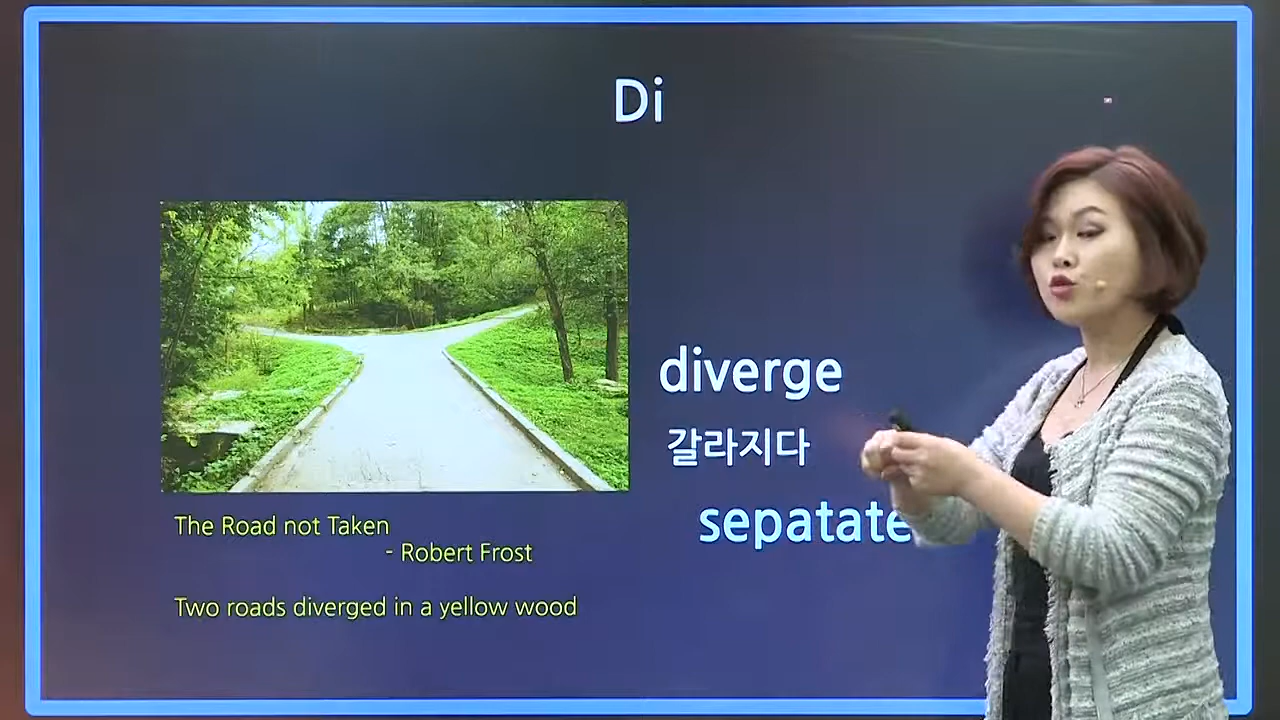 Di
diverge
갈라지다
sepatate
The Road not Taken
- Robert Frost
Two roads diverged in a yellow wood